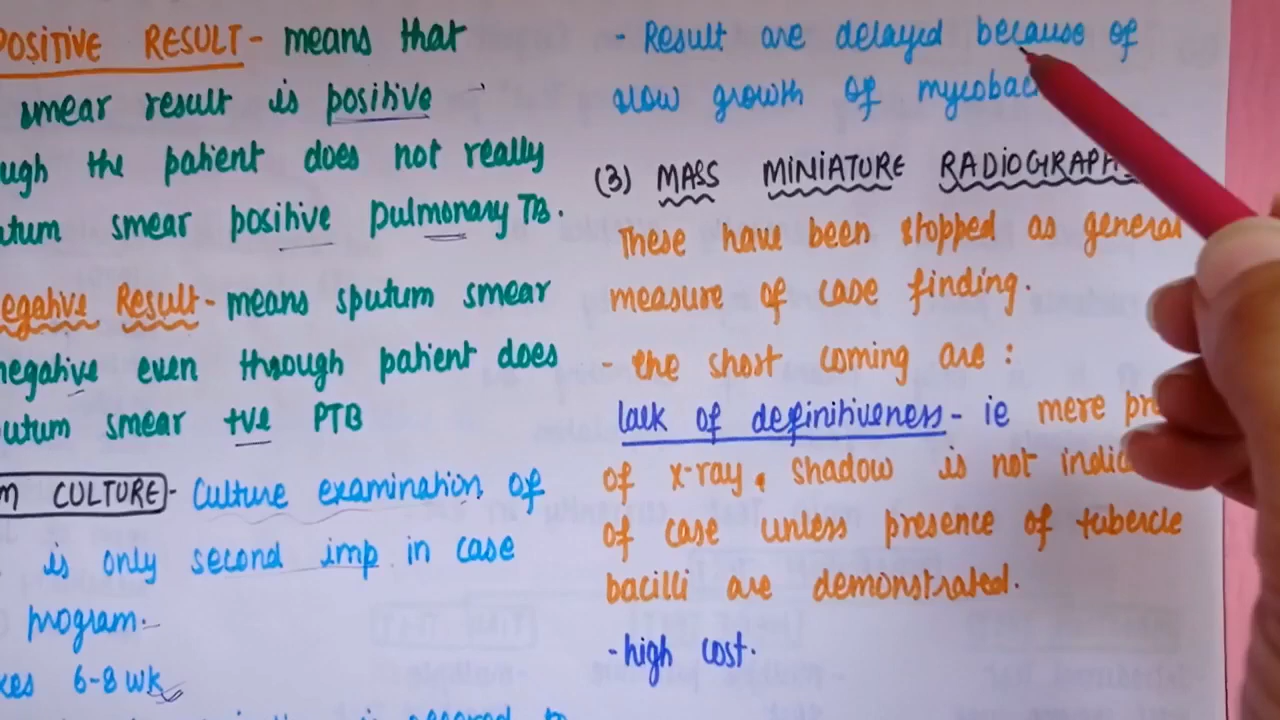 POSITIVE RESULT - means that
smear result is positive
ugh the patient does not really
utum smear positive pulmonary TB.
egative Result - means sputum smear
negative even through patient does
utum smear +ve PTB
M CULTURE - Culture examination of
is only second imp in case
program.
kes 6-8 wk
- Result are delayed because of
slow growth of mycobac
(3) MASS MINIATURE RADIOGRAPH
These have been stopped as general
measure of case finding.
- the short coming are :
lack of definitiveness - ie mere pr
of x-ray, shadow is not indic
of case unless presence of tubercle
bacilli are demonstrated.
- high cost.